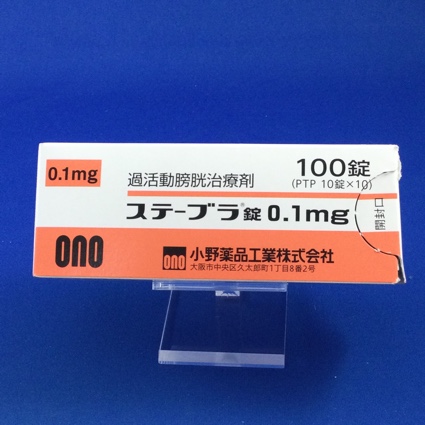 0.1mg
過活動膀胱治療剤
100錠
(PTP 10錠×10)
ステーブラ®錠 0.1mg
開封口
ono
ono 小野薬品工業株式会社
大阪市中央区久太郎町1丁目8番2号